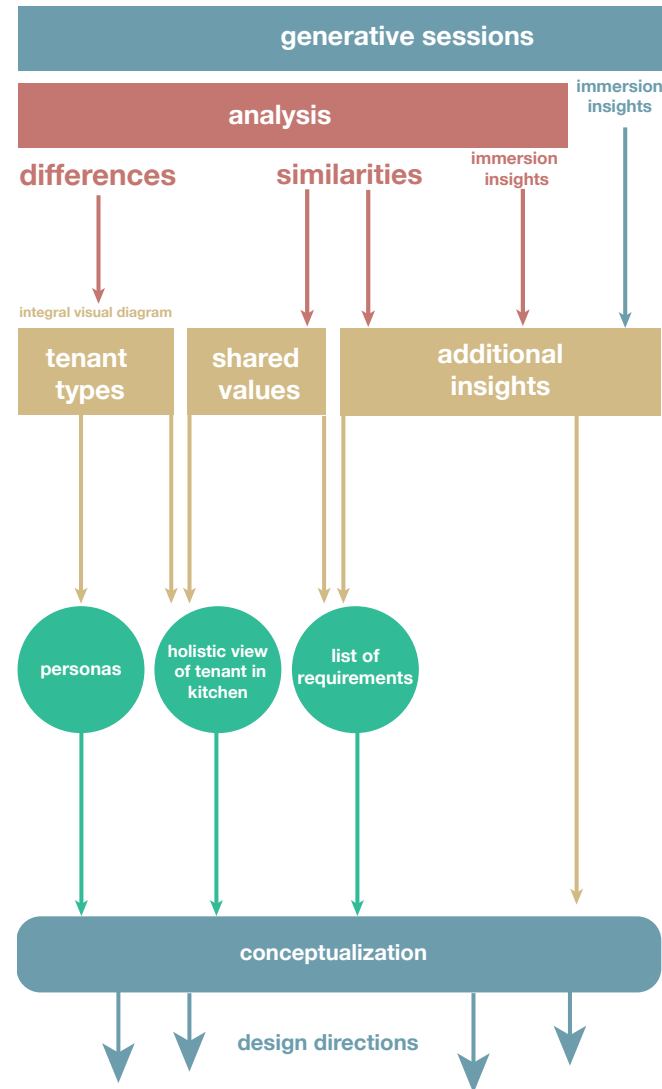 generative sessions
immersion
insights
analysis
differences
similarities
immersion
insights
integral visual diagram
tenant
types
shared
values
additional
insights
personas
holistic view
of tenant in
kitchen
list of
requirements
conceptualization
design directions